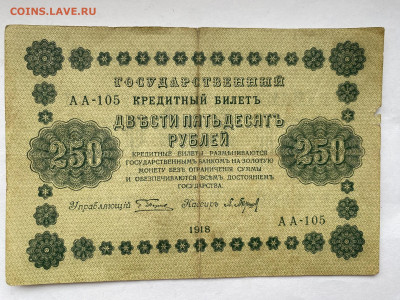 COINS.LAVE.RU
ГОСУДАРСТВЕННЫЙ
АА-105 КРЕДИТНЫЙ БИЛЕТЪ
ДВѢСТИ ПЯТЬДЕСЯТЪ
РУБЛЕЙ
250 250
КРЕДИТНЫЕ БИЛЕТЫ РАЗМѢНИВАЮТСЯ
ГОСУДАРСТВЕННЫМЪ БАНКОМЪ НА ЗОЛОТУЮ
МОНЕТУ БЕЗЪ ОГРАНИЧЕНІЯ СУММЫ
И ОБЕЗПЕЧИВАЮТСЯ ВСѢМЪ ДОСТОЯНІЕМЪ
ГОСУДАРСТВА.
Управляющій Кассиръ
АА-105
1918